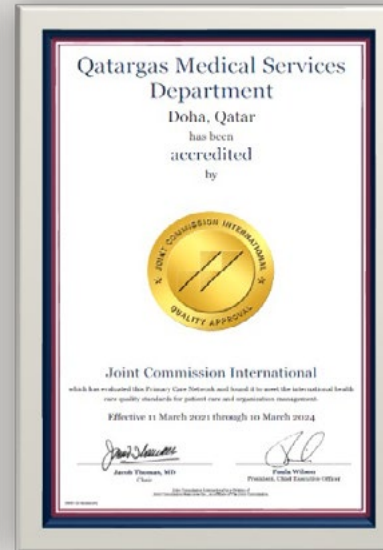 Qatargas Medical Services
Department
Doha, Qatar
has been
accredited
by
JOINT COMMISSION INTERNATIONAL
QUALITY APPROVAL
Joint Commission International
which has evaluated this Primary Care Network and found it to meet the international health
care quality standards for patient care and organization management.
Effective 11 March 2021 through 10 March 2024
Jacob Thomas, MD
Chair
Paula Wilson
President, Chief Executive Officer